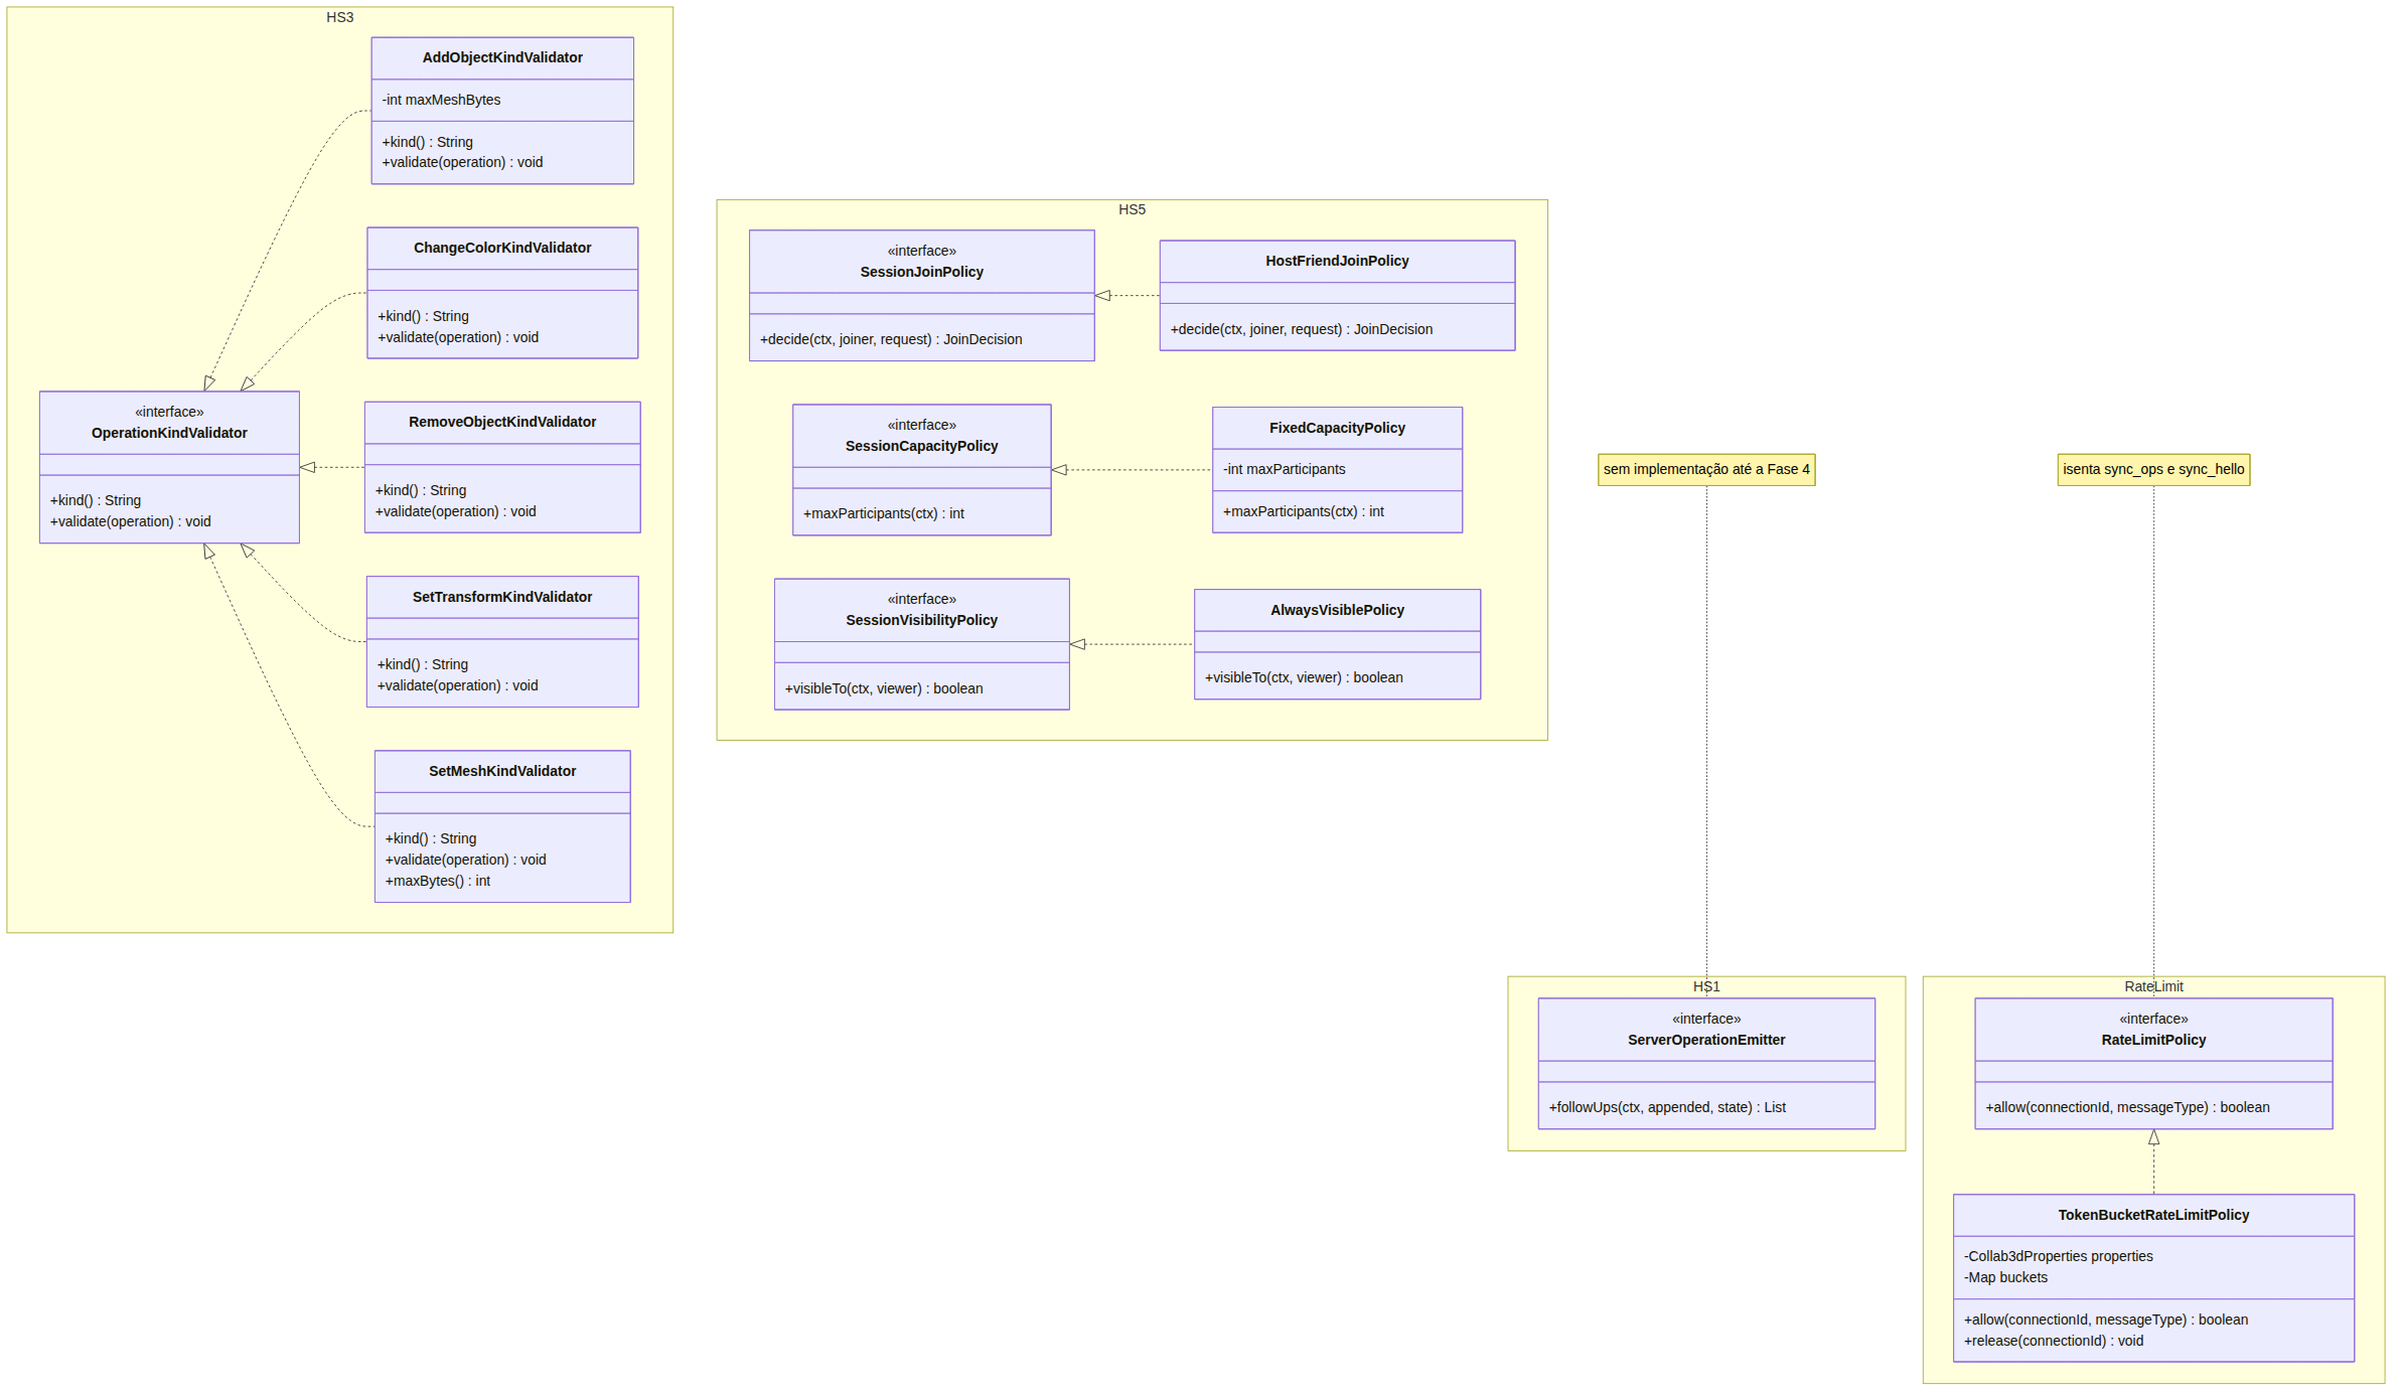 HS3
AddObjectKindValidator
-int maxMeshBytes
+kind() : String
+validate(operation) : void
ChangeColorKindValidator
+kind() : String
+validate(operation) : void
«interface»
OperationKindValidator
+kind() : String
+validate(operation) : void
RemoveObjectKindValidator
+kind() : String
+validate(operation) : void
SetTransformKindValidator
+kind() : String
+validate(operation) : void
SetMeshKindValidator
+kind() : String
+validate(operation) : void
+maxBytes() : int
HS5
«interface»
SessionJoinPolicy
+decide(ctx, joiner, request) : JoinDecision
HostFriendJoinPolicy
+decide(ctx, joiner, request) : JoinDecision
«interface»
SessionCapacityPolicy
+maxParticipants(ctx) : int
FixedCapacityPolicy
-int maxParticipants
+maxParticipants(ctx) : int
«interface»
SessionVisibilityPolicy
+visibleTo(ctx, viewer) : boolean
AlwaysVisiblePolicy
+visibleTo(ctx, viewer) : boolean
sem implementação até a Fase 4
HS1
«interface»
ServerOperationEmitter
+followUps(ctx, appended, state) : List
isenta sync_ops e sync_hello
RateLimit
«interface»
RateLimitPolicy
+allow(connectionId, messageType) : boolean
TokenBucketRateLimitPolicy
-Collab3dProperties properties
-Map buckets
+allow(connectionId, messageType) : boolean
+release(connectionId) : void